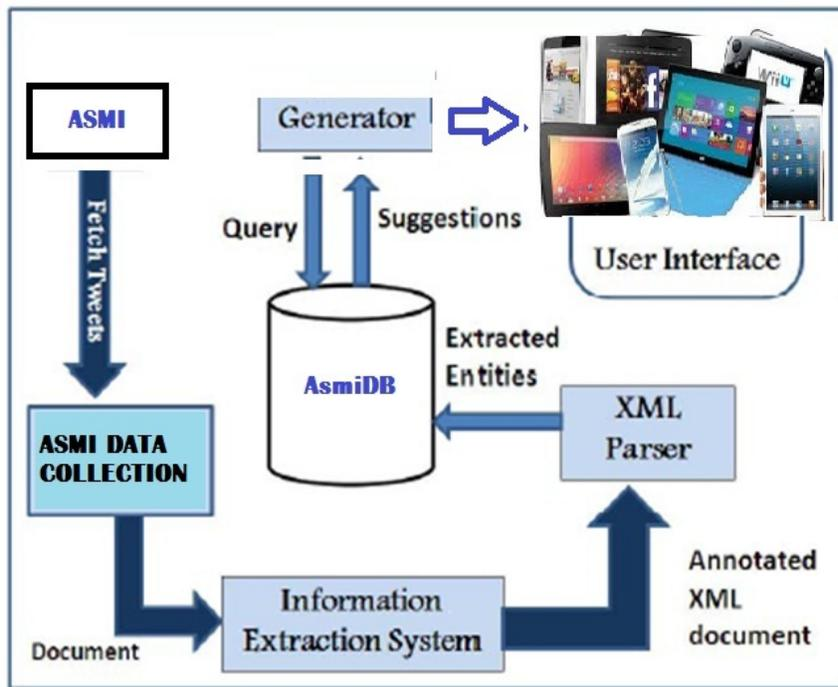 ASMI
Generator
Wii U
Fetch Tweets
Query
Suggestions
User Interface
AsmiDB
Extracted
Entities
XML
Parser
ASMI DATA
COLLECTION
Information
Extraction System
Annotated
XML
document
Document